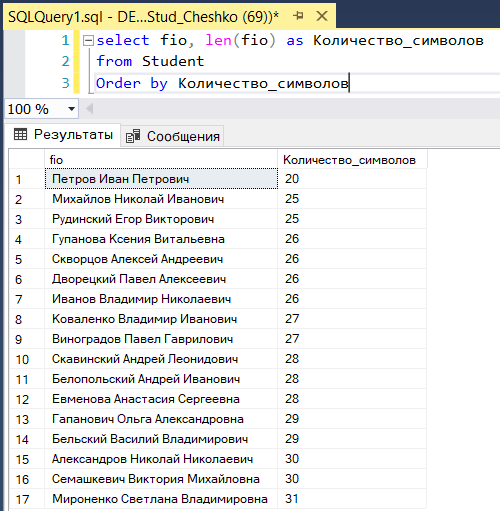 SQLQuery1.sql - DE...Stud_Cheshko (69))*
1 select fio, len(fio) as Количество_символов
2 from Student
3 Order by Количество_символов
100 %
Результаты Сообщения
fio Количество_символов
1 Петров Иван Петрович 20
2 Михайлов Николай Иванович 25
3 Рудинский Егор Викторович 25
4 Гупанова Ксения Витальевна 26
5 Скворцов Алексей Андреевич 26
6 Дворецкий Павел Алексеевич 26
7 Иванов Владимир Николаевич 26
8 Коваленко Владимир Иванович 27
9 Виноградов Павел Гаврилович 27
10 Скавинский Андрей Леонидович 28
11 Белопольский Андрей Иванович 28
12 Евменова Анастасия Сергеевна 28
13 Гапанович Ольга Александровна 29
14 Бельский Василий Владимирович 29
15 Александров Николай Николаевич 30
16 Семашкевич Виктория Михайловна 30
17 Мироненко Светлана Владимировна 31